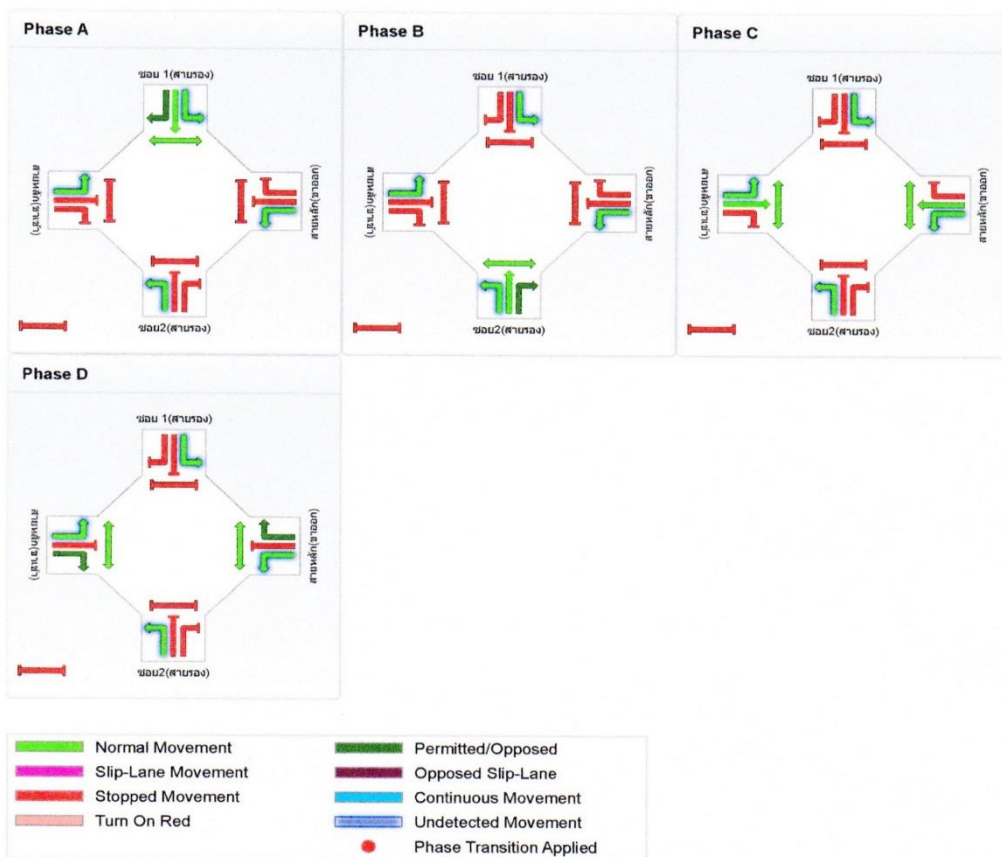 Phase A
ซอย 1(สายรอง)
สายหลัก(ขาเข้า)
สายหลัก(ขาออก)
ซอย2(สายรอง)
Phase B
ซอย 1(สายรอง)
สายหลัก(ขาเข้า)
สายหลัก(ขาออก)
ซอย2(สายรอง)
Phase C
ซอย 1(สายรอง)
สายหลัก(ขาเข้า)
สายหลัก(ขาออก)
ซอย2(สายรอง)
Phase D
ซอย 1(สายรอง)
สายหลัก(ขาเข้า)
สายหลัก(ขาออก)
ซอย2(สายรอง)
Normal Movement
Slip-Lane Movement
Stopped Movement
Turn On Red
Permitted/Opposed
Opposed Slip-Lane
Continuous Movement
Undetected Movement
Phase Transition Applied